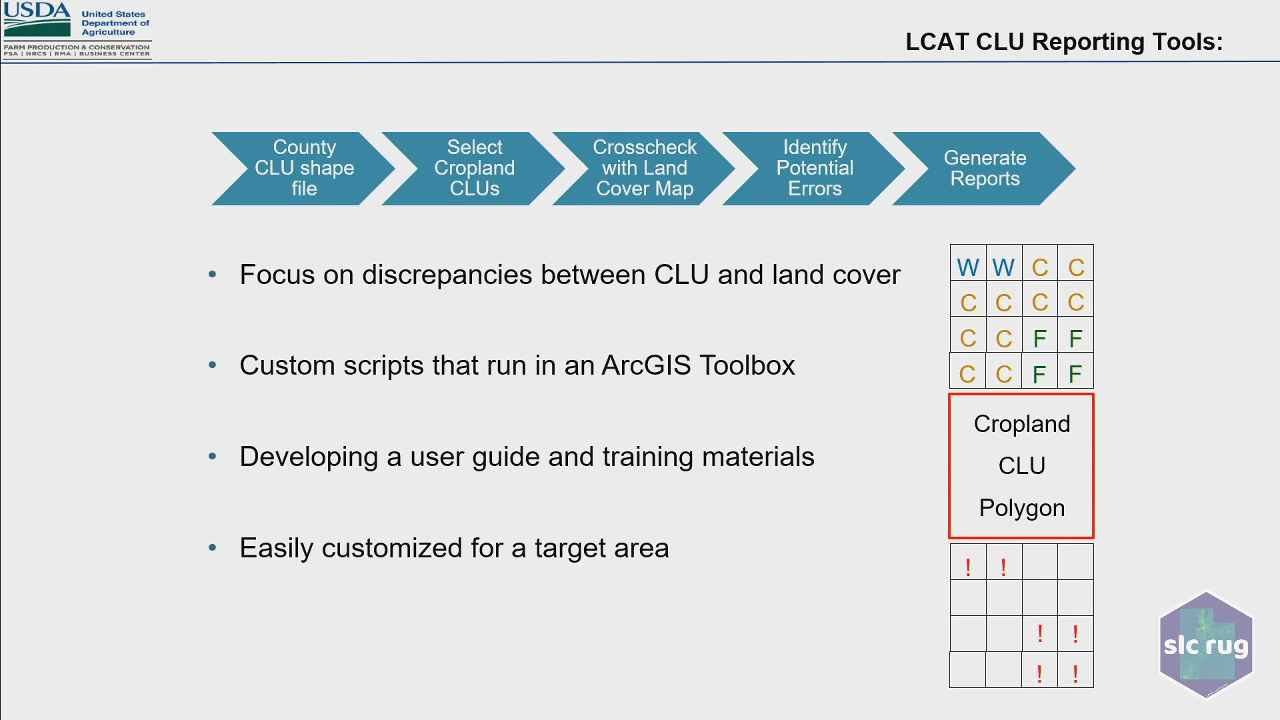 USDA
United States
Department of
Agriculture
FARM PRODUCTION & CONSERVATION
FSA | NRCS | RMA | BUSINESS CENTER
LCAT CLU Reporting Tools:
County
CLU shape
file
Select
Cropland
CLUs
Crosscheck
with Land
Cover Map
Identify
Potential
Errors
Generate
Reports
• Focus on discrepancies between CLU and land cover
• Custom scripts that run in an ArcGIS Toolbox
• Developing a user guide and training materials
• Easily customized for a target area
W W C C
C C C C
C C F F
C C F F
Cropland
CLU
Polygon
! !
! !
! !
slc rug